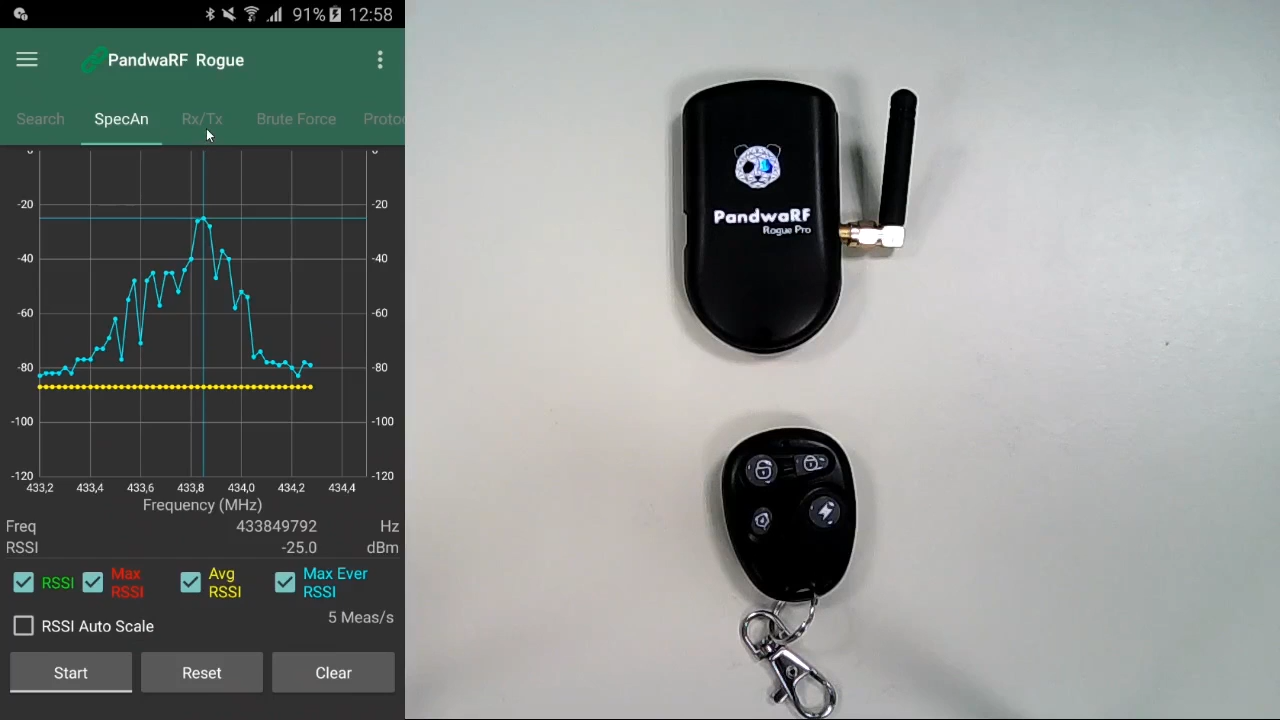 91% 12:58
PandwaRF Rogue
Search SpecAn Rx/Tx Brute Force Proto
0 0
-20 -20
-40 -40
-60 -60
-80 -80
-100 -100
-120 -120
433,2 433,4 433,6 433,8 434,0 434,2 434,4
Frequency (MHz)
Freq 433849792 Hz
RSSI -25.0 dBm
RSSI Max RSSI Avg RSSI Max Ever RSSI
RSSI Auto Scale 5 Meas/s
Start Reset Clear
PandwaRF
Rogue Pro